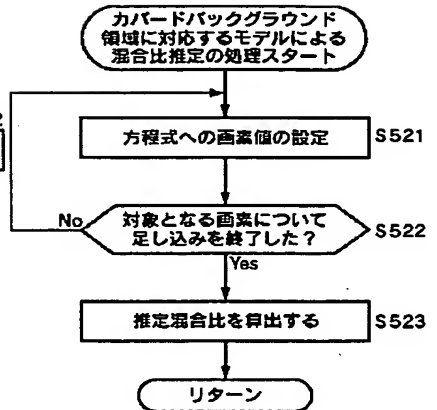 カバードバックグラウンド
領域に対応するモデルによる
混合比推定の処理スタート
方程式への画素値の設定
S521
対象となる画素について
足し込みを終了した？
S522
No
Yes
推定混合比を算出する
S523
リターン